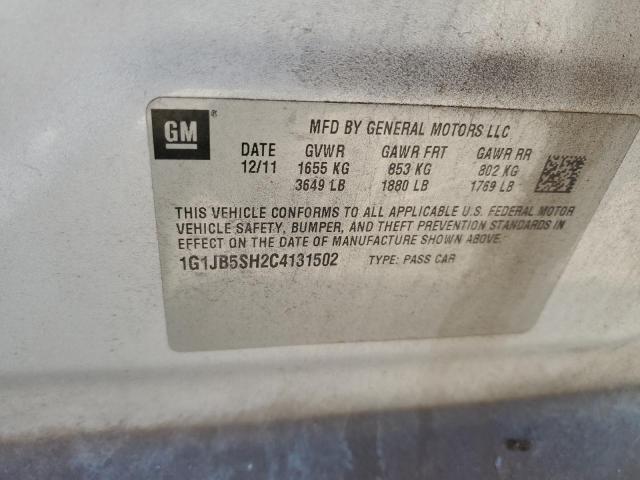 GM
MFD BY GENERAL MOTORS LLC
DATE GVWR GAWR FRT GAWR RR
12/11 1655 KG 853 KG 802 KG
3649 LB 1880 LB 1769 LB
THIS VEHICLE CONFORMS TO ALL APPLICABLE U.S. FEDERAL MOTOR
VEHICLE SAFETY, BUMPER, AND THEFT PREVENTION STANDARDS IN
EFFECT ON THE DATE OF MANUFACTURE SHOWN ABOVE.
1G1JB5SH2C4131502 TYPE: PASS CAR